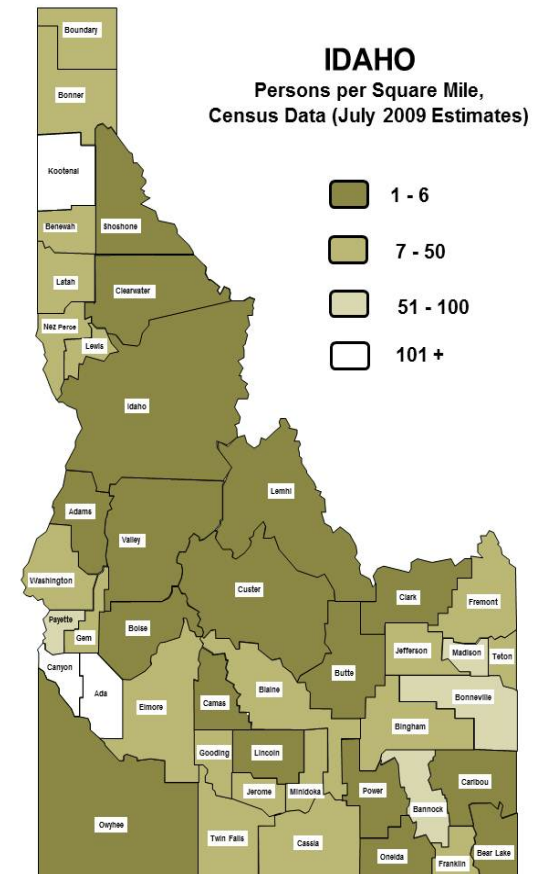 IDAHO
Persons per Square Mile,
Census Data (July 2009 Estimates)
1 - 6
7 - 50
51 - 100
101 +
Boundary
Bonner
Kootenai
Benewah
Shoshone
Latah
Clearwater
Nez Perce
Lewis
Idaho
Lemhi
Adams
Valley
Washington
Custer
Clark
Fremont
Payette
Gem
Boise
Jefferson
Madison
Teton
Canyon
Ada
Butte
Elmore
Camas
Blaine
Bonneville
Bingham
Gooding
Lincoln
Jerome
Minidoka
Power
Caribou
Bannock
Owyhee
Twin Falls
Cassia
Oneida
Franklin
Bear Lake